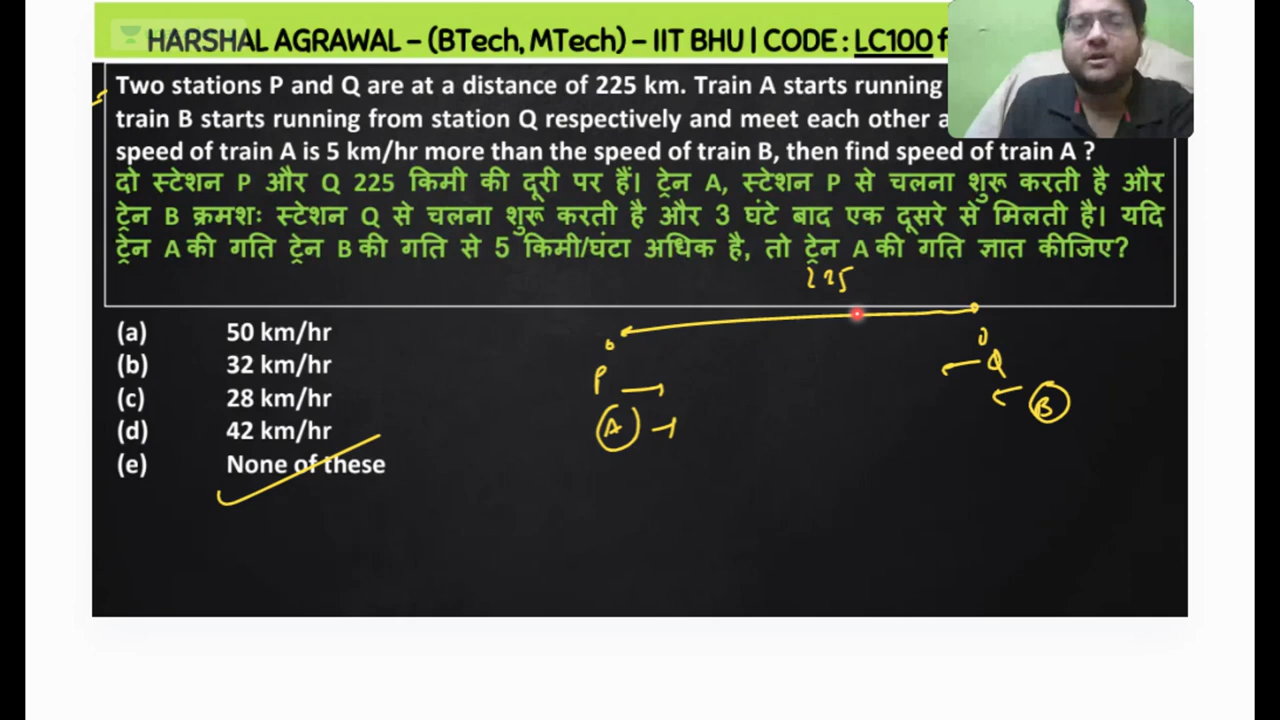 HARSHAL AGRAWAL – (BTech, MTech) – IIT BHU | CODE : LC100 f
Two stations P and Q are at a distance of 225 km. Train A starts running
train B starts running from station Q respectively and meet each other a
speed of train A is 5 km/hr more than the speed of train B, then find speed of train A ?
दो स्टेशन P और Q 225 किमी की दूरी पर हैं। ट्रेन A, स्टेशन P से चलना शुरू करती है और
ट्रेन B क्रमशः स्टेशन Q से चलना शुरू करती है और 3 घंटे बाद एक दूसरे से मिलती है। यदि
ट्रेन A की गति ट्रेन B की गति से 5 किमी/घंटा अधिक है, तो ट्रेन A की गति ज्ञात कीजिए?
225
(a) 50 km/hr
(b) 32 km/hr
(c) 28 km/hr
(d) 42 km/hr
(e) None of these
P
Q
A
B